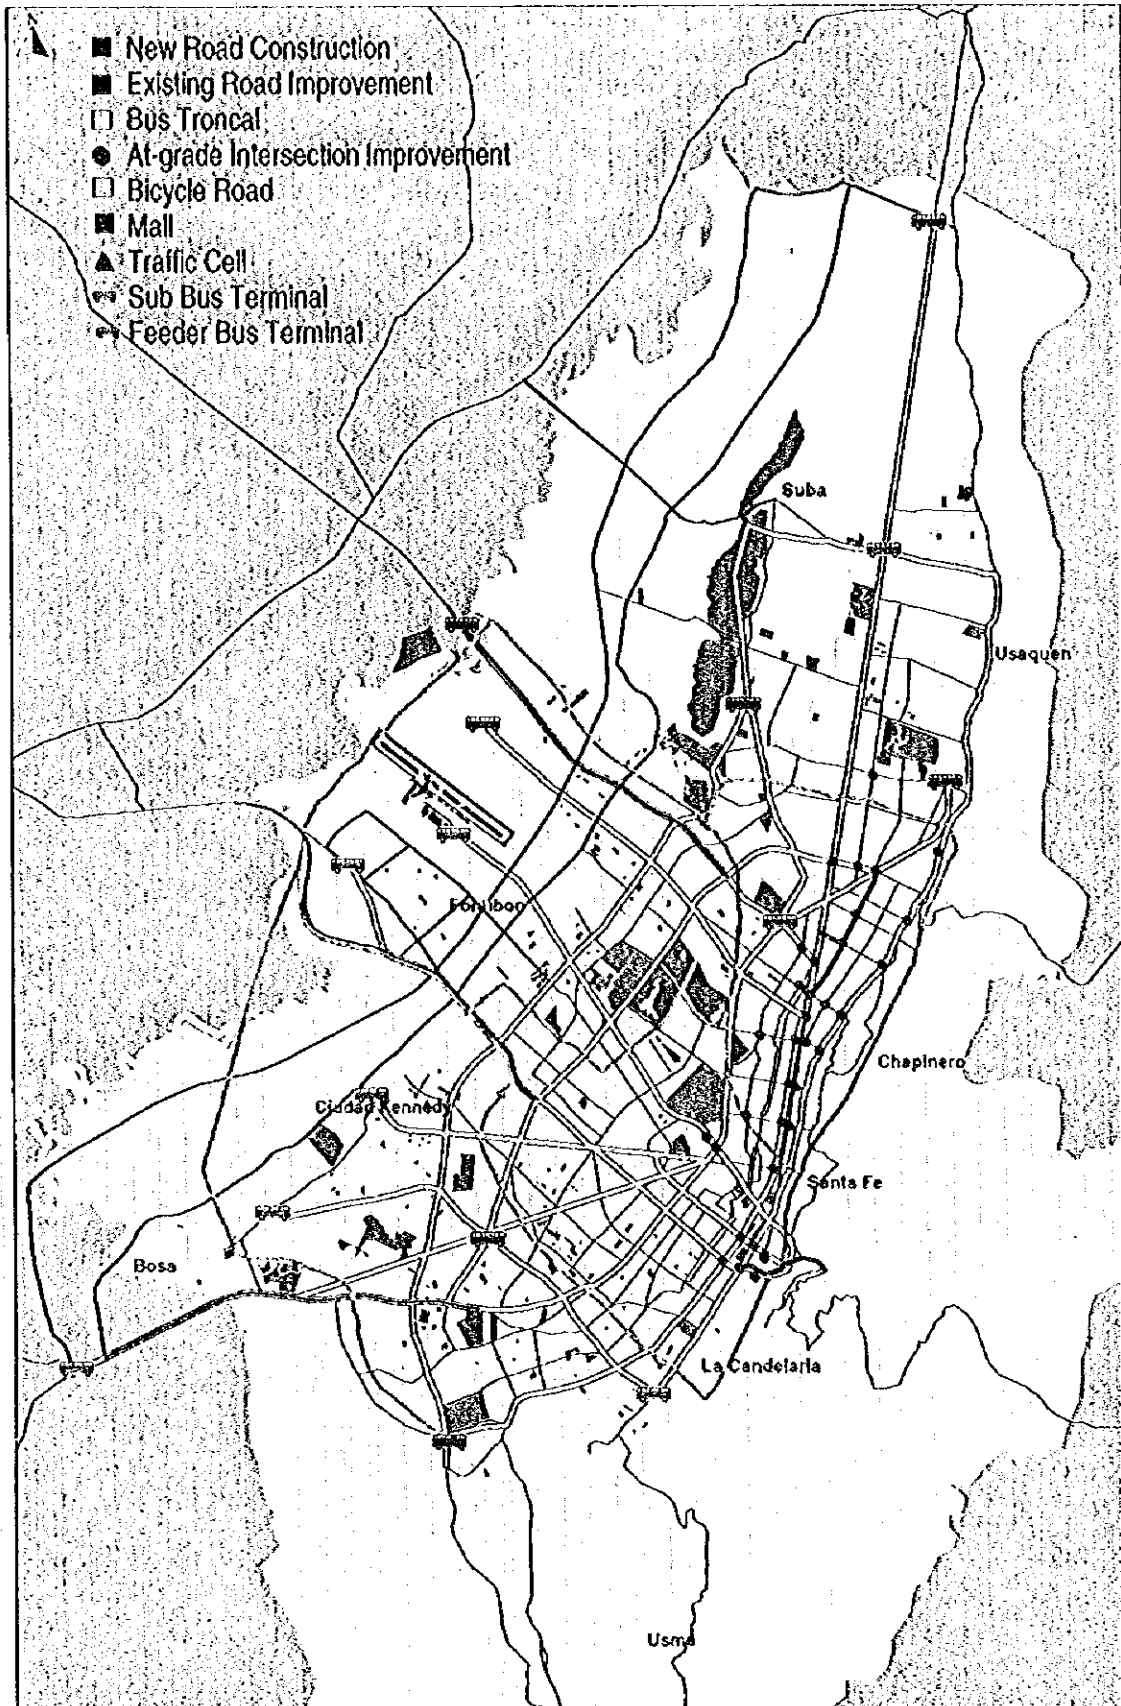 N
New Road Construction
Existing Road Improvement
Bus Troncal
At-grade Intersection Improvement
Bicycle Road
Mall
Traffic Cell
Sub Bus Terminal
Feeder Bus Terminal
Suba
Usaquen
Fontibon
Chapinero
Ciudad Kennedy
Santa Fe
Bosa
La Candelaria
Usme